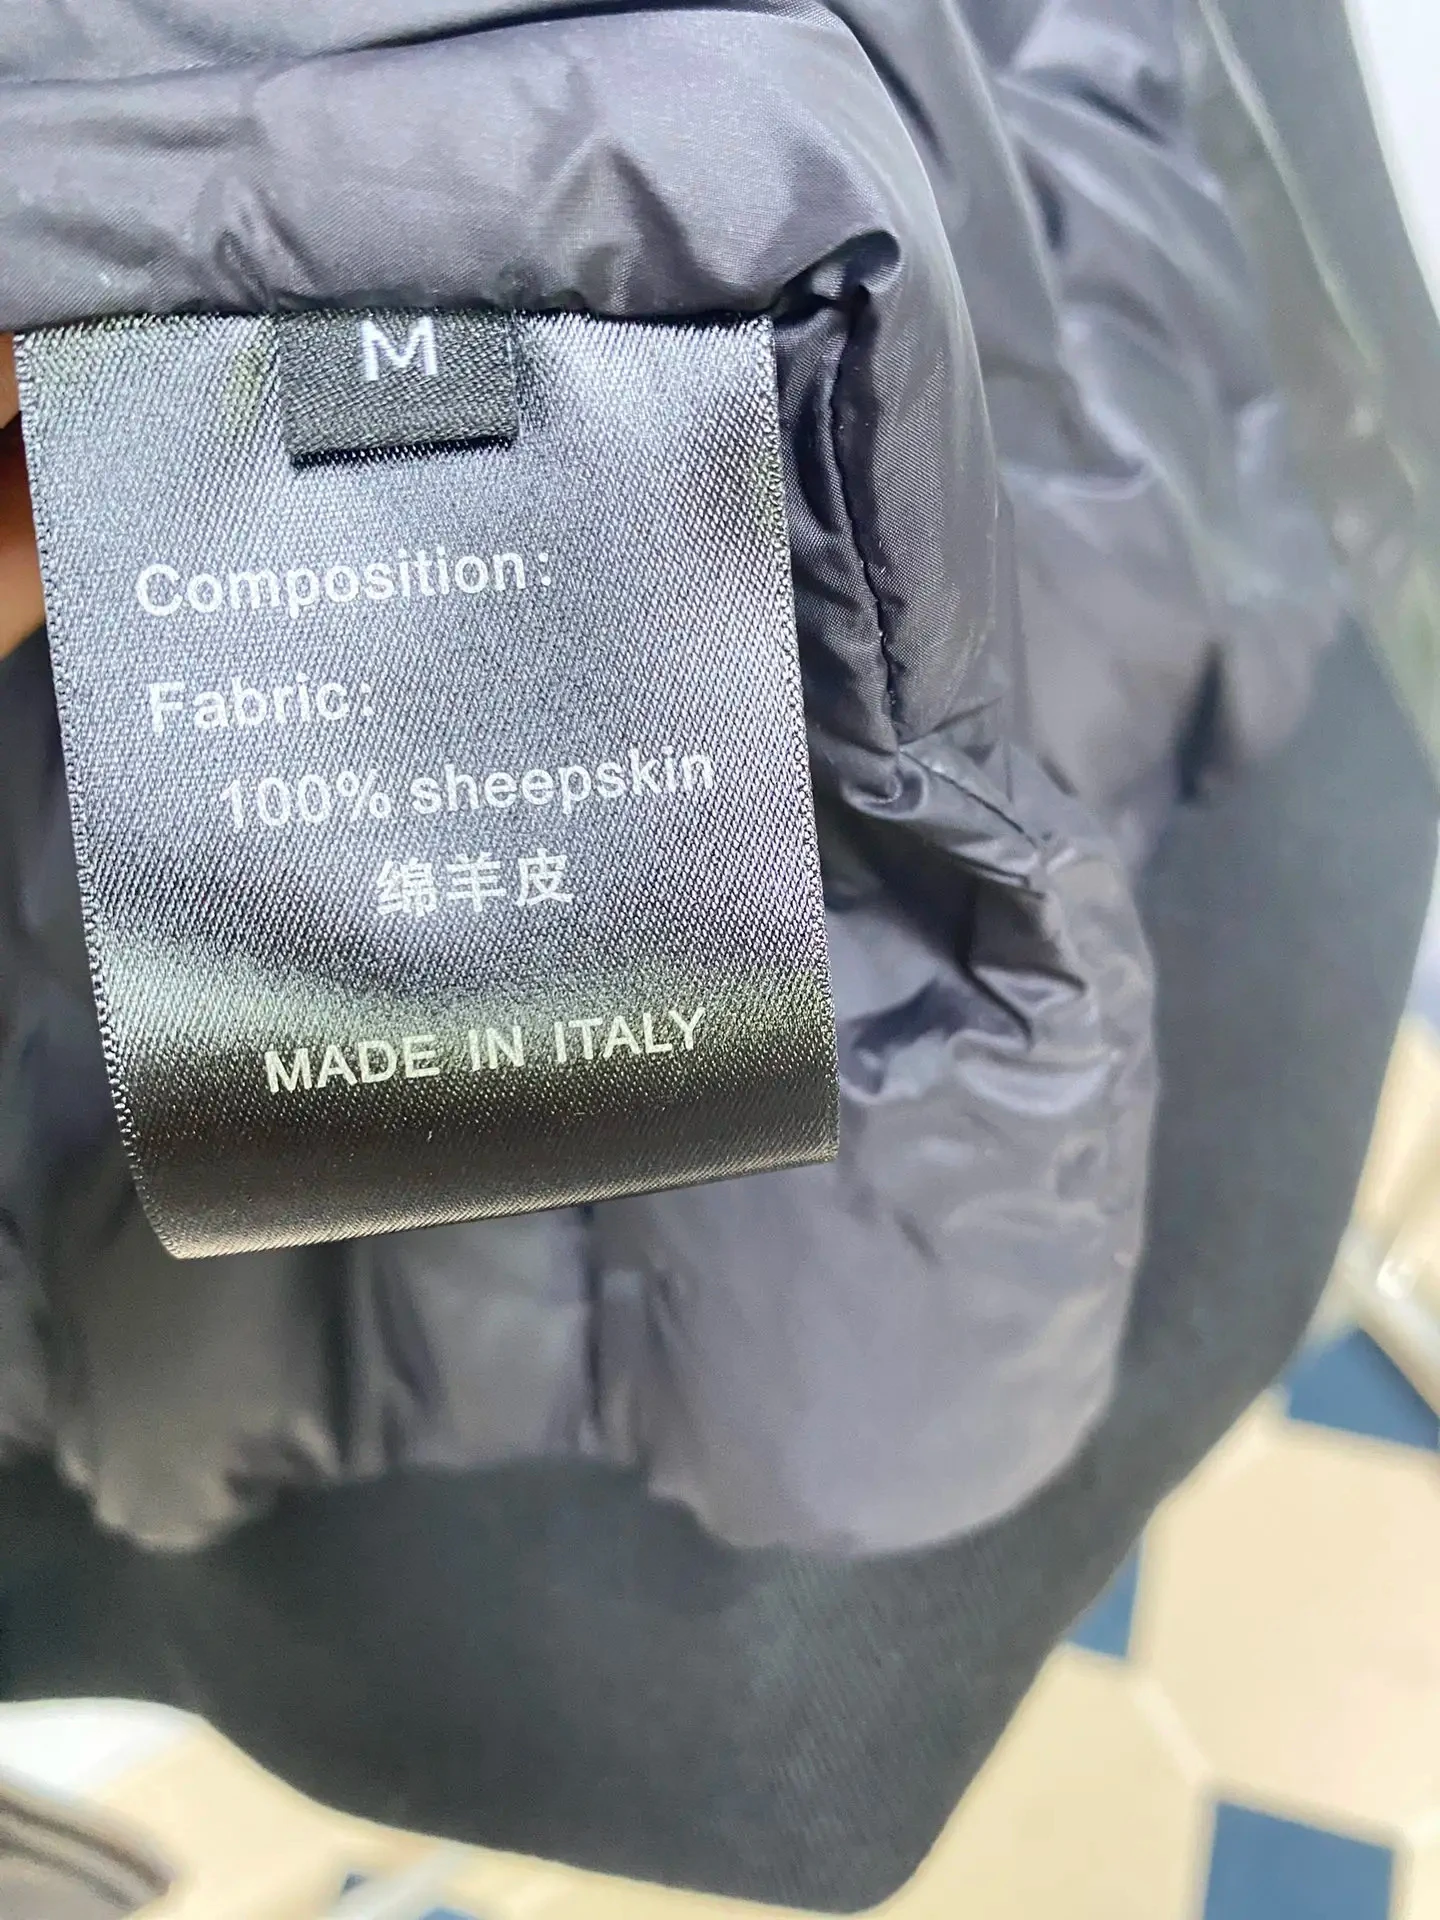 M
Composition:
Fabric:
100% sheepskin
绵羊皮
MADE IN ITALY